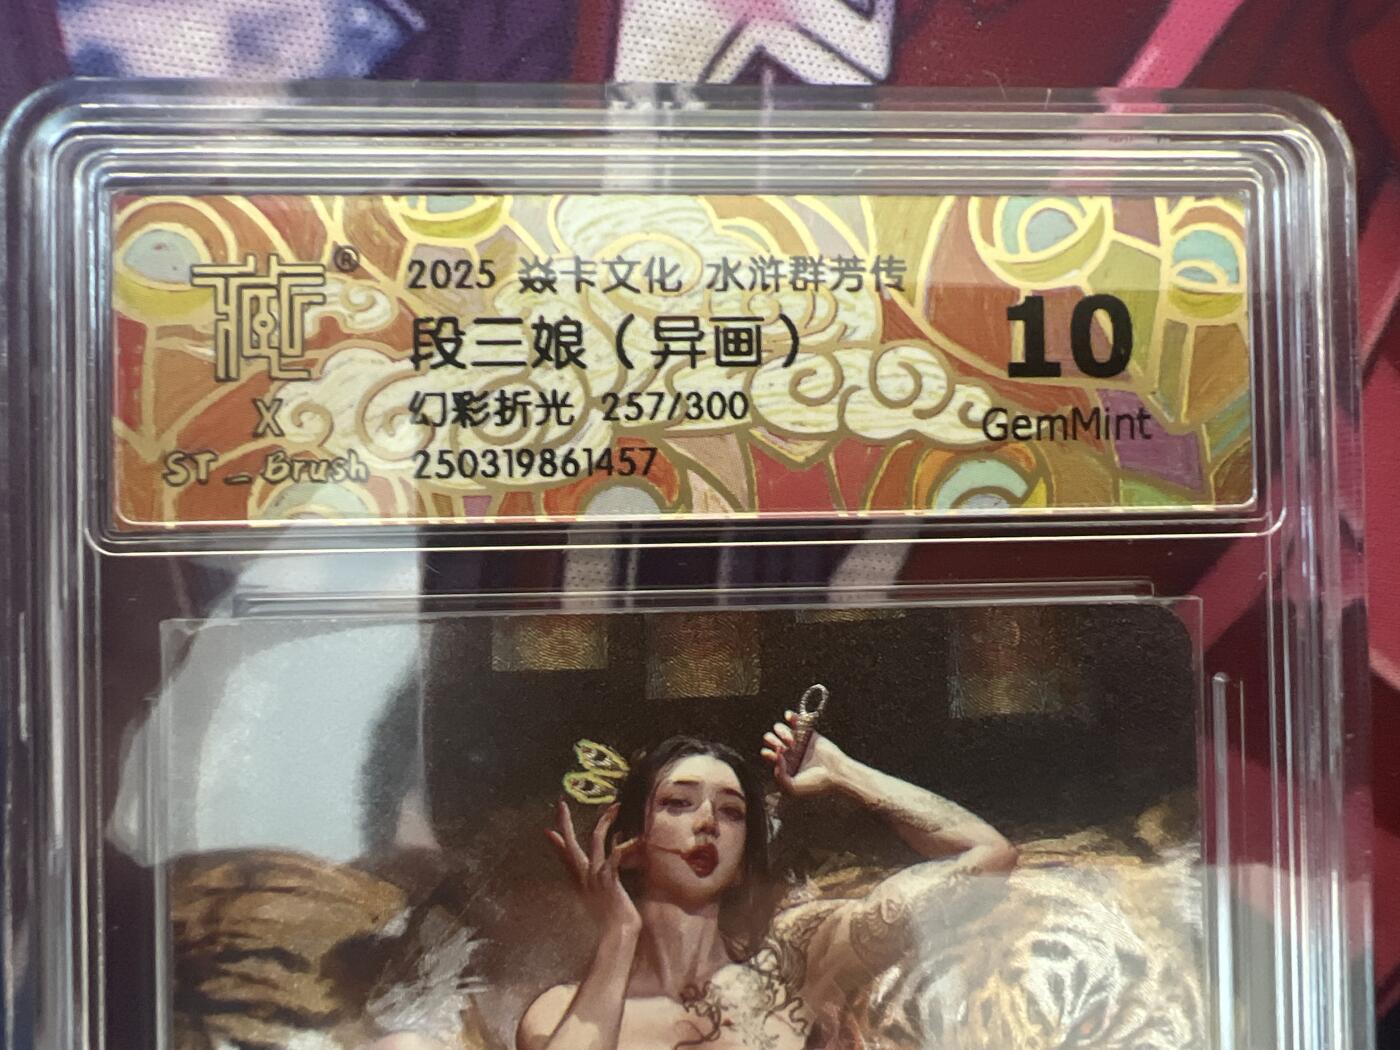 2025 焱卡文化 水浒群芳传
段三娘（异画）
幻彩折光 257/300
250319861457
藏®
X
ST_Brush
10
GemMint